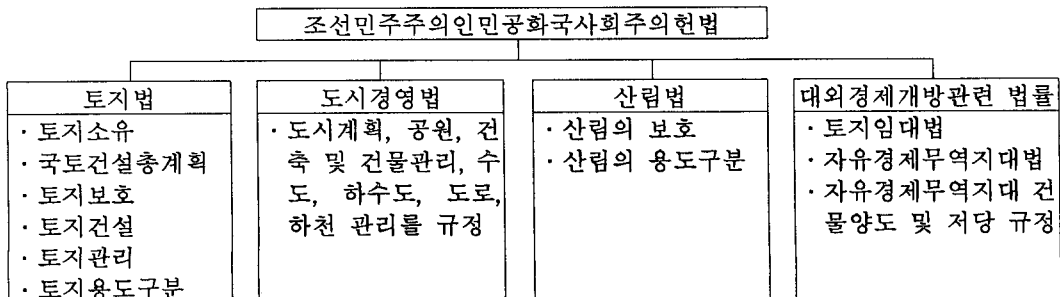 조선민주주의인민공화국사회주의헌법
토지법
· 토지소유
· 국토건설총계획
· 토지보호
· 토지건설
· 토지관리
· 토지용도구분
도시경영법
· 도시계획, 공원, 건
축 및 건물관리, 수
도, 하수도, 도로,
하천 관리를 규정
산림법
· 산림의 보호
· 산림의 용도구분
대외경제개방관련 법률
· 토지임대법
· 자유경제무역지대법
· 자유경제무역지대 건
물양도 및 저당 규정